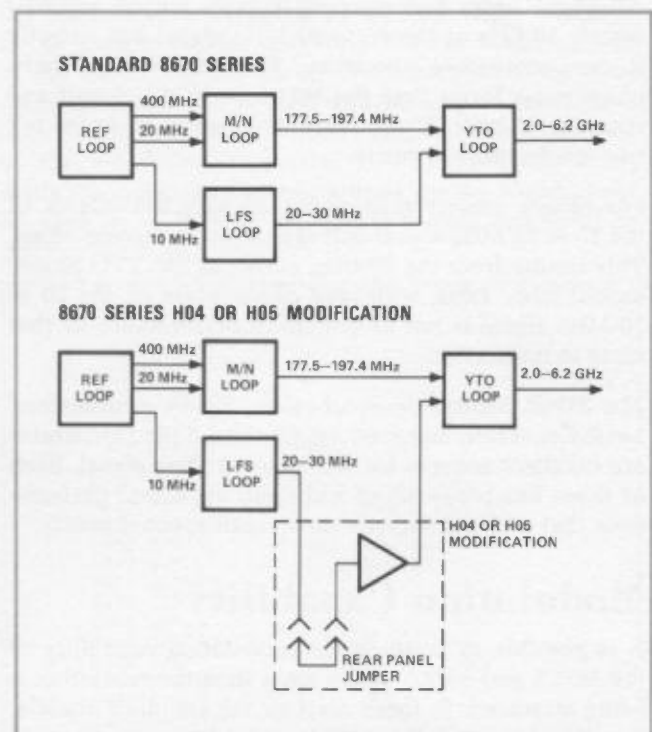 STANDARD 8670 SERIES
400 MHz
20 MHz
10 MHz
REF
LOOP
M/N
LOOP
LFS
LOOP
177.5–197.4 MHz
20–30 MHz
YTO
LOOP
2.0–6.2 GHz
8670 SERIES H04 OR H05 MODIFICATION
400 MHz
20 MHz
10 MHz
REF
LOOP
M/N
LOOP
LFS
LOOP
177.5–197.4 MHz
20–30 MHz
YTO
LOOP
2.0–6.2 GHz
H04 OR H05
MODIFICATION
REAR PANEL
JUMPER